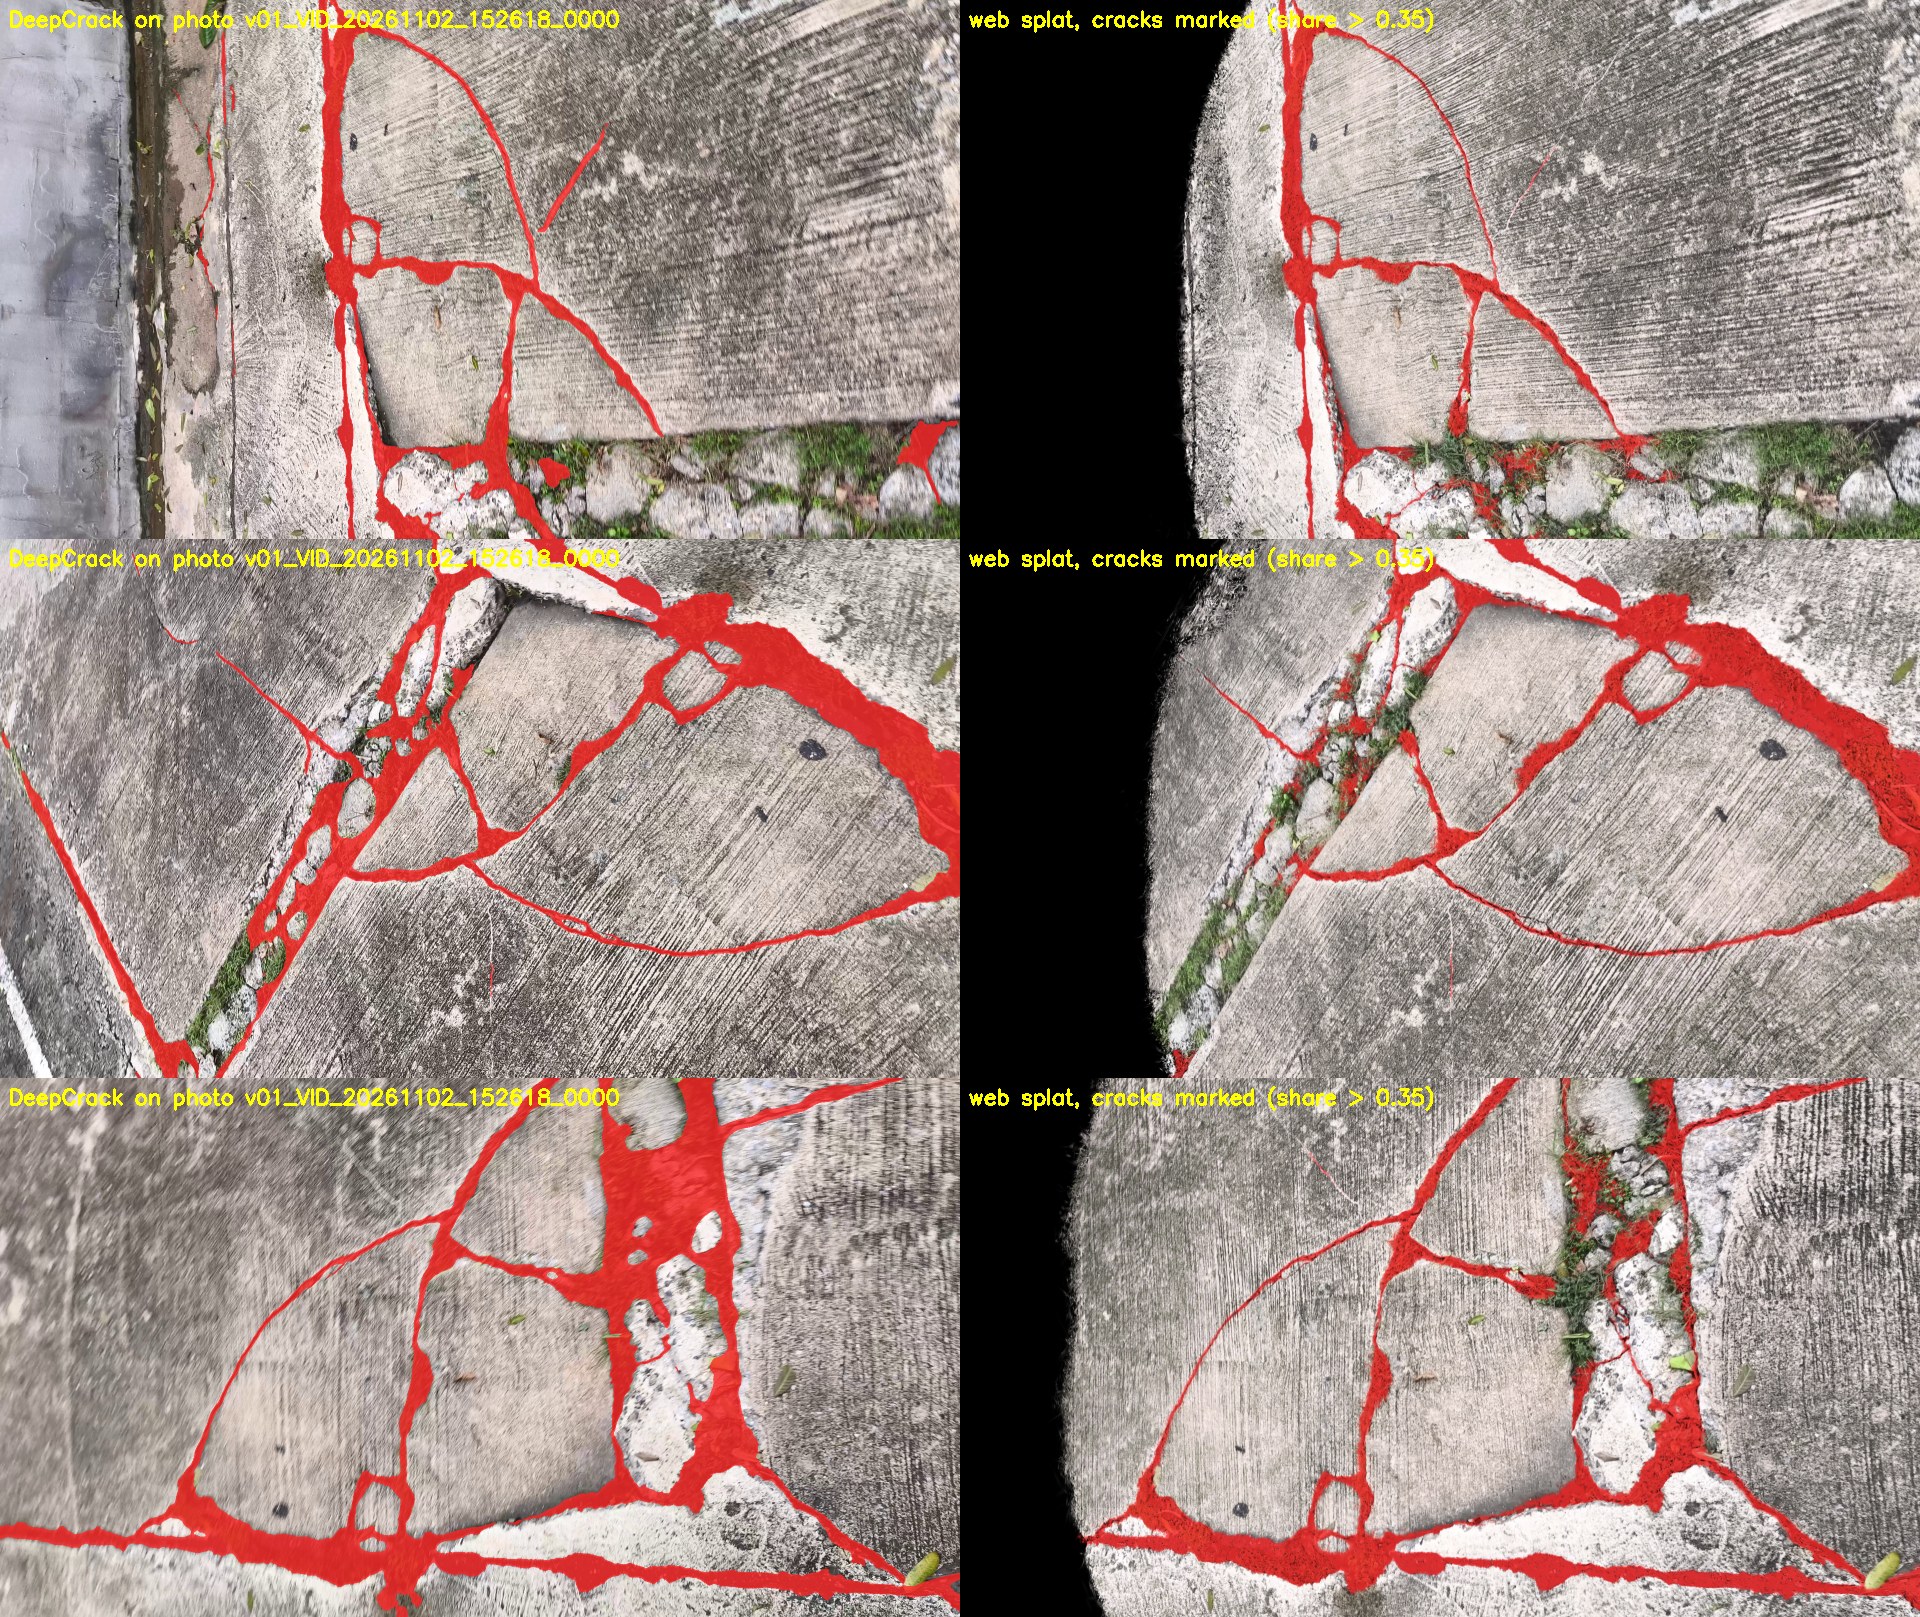 DeepCrack on photo v01_VID_20261102_152618_0000
web splat, cracks marked (share > 0.35)
DeepCrack on photo v01_VID_20261102_152618_0000
web splat, cracks marked (share > 0.35)
DeepCrack on photo v01_VID_20261102_152618_0000
web splat, cracks marked (share > 0.35)